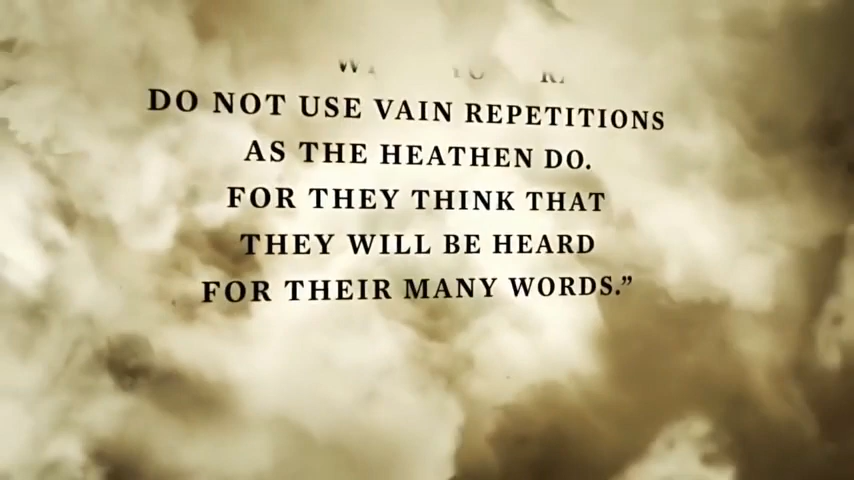 DO NOT USE VAIN REPETITIONS
AS THE HEATHEN DO.
FOR THEY THINK THAT
THEY WILL BE HEARD
FOR THEIR MANY WORDS.”